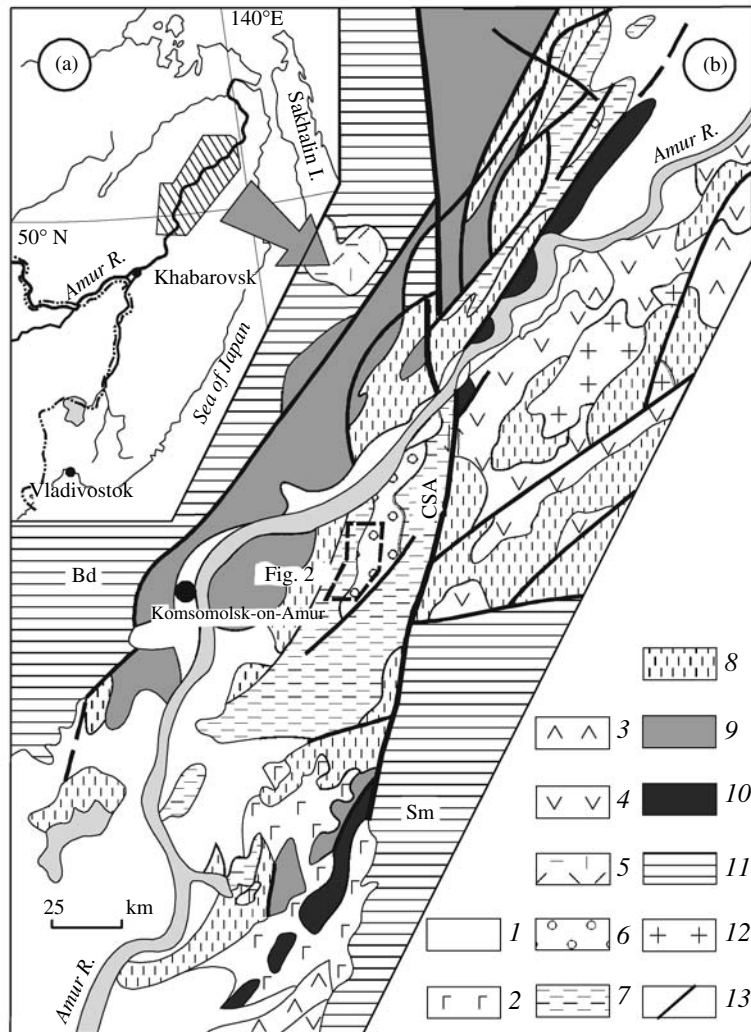 140°E
(a)
(b)
Sakhalin I.
Amur R.
50° N
Amur R.
Khabarovsk
Sea of Japan
Vladivostok
CSA
Bd
Fig. 2
Komsomolsk-on-Amur
Sm
25 km
Amur R.
8
3
9
4
10
5
11
1
6
12
2
7
13